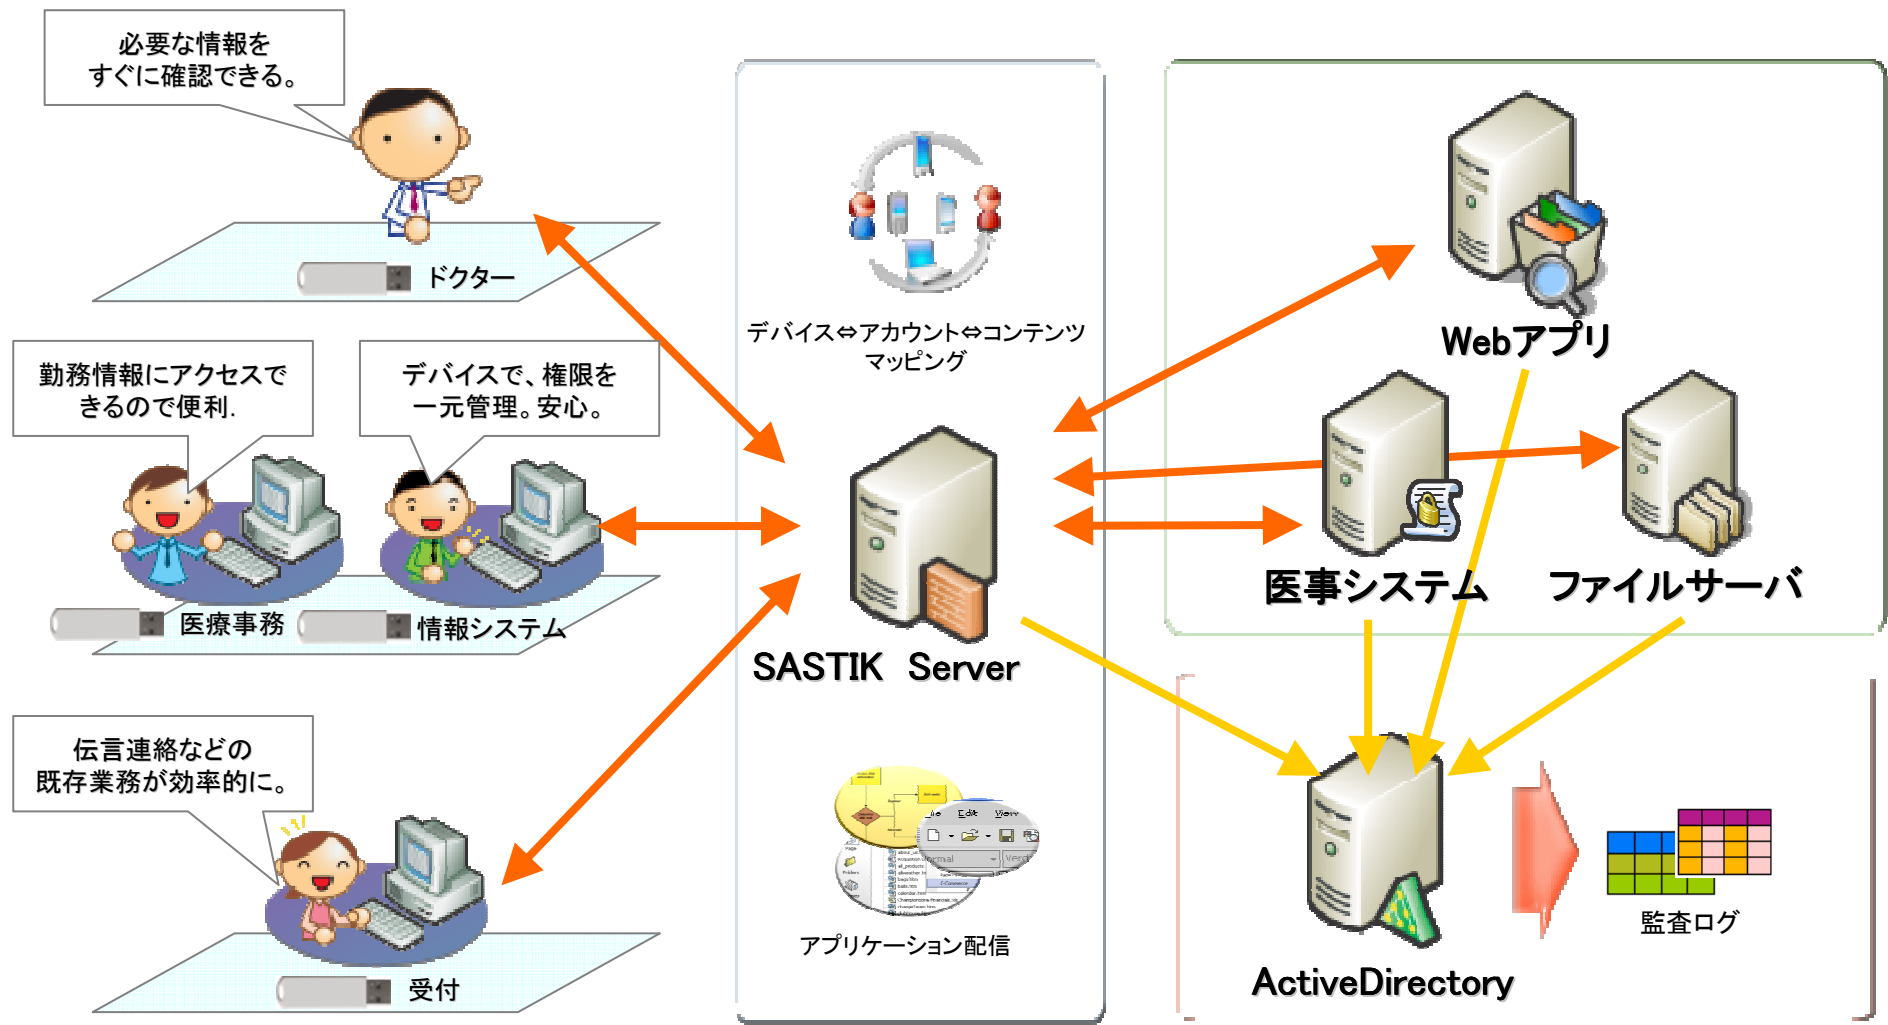 必要な情報を
すぐに確認できる。
ドクター
勤務情報にアクセスで
きるので便利.
デバイスで、権限を
一元管理。安心。
医療事務
情報システム
伝言連絡などの
既存業務が効率的に。
受付
デバイス⇔アカウント⇔コンテンツ
マッピング
SASTIK Server
Edit
View
アプリケーション配信
Webアプリ
医事システム
ファイルサーバ
ActiveDirectory
監査ログ